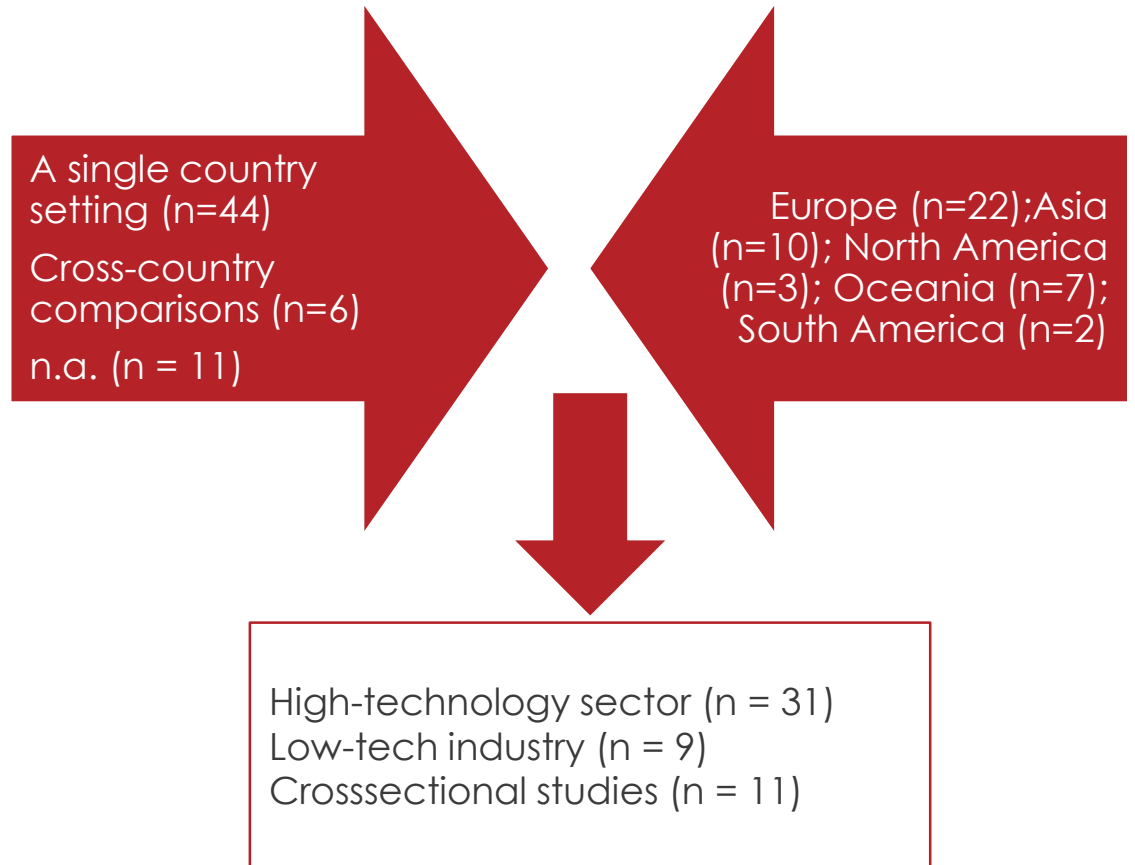 A single country
setting (n=44)
Cross-country
comparisons (n=6)
n.a. (n = 11)
Europe (n=22);Asia
(n=10); North America
(n=3); Oceania (n=7);
South America (n=2)
High-technology sector (n = 31)
Low-tech industry (n = 9)
Crosssectional studies (n = 11)